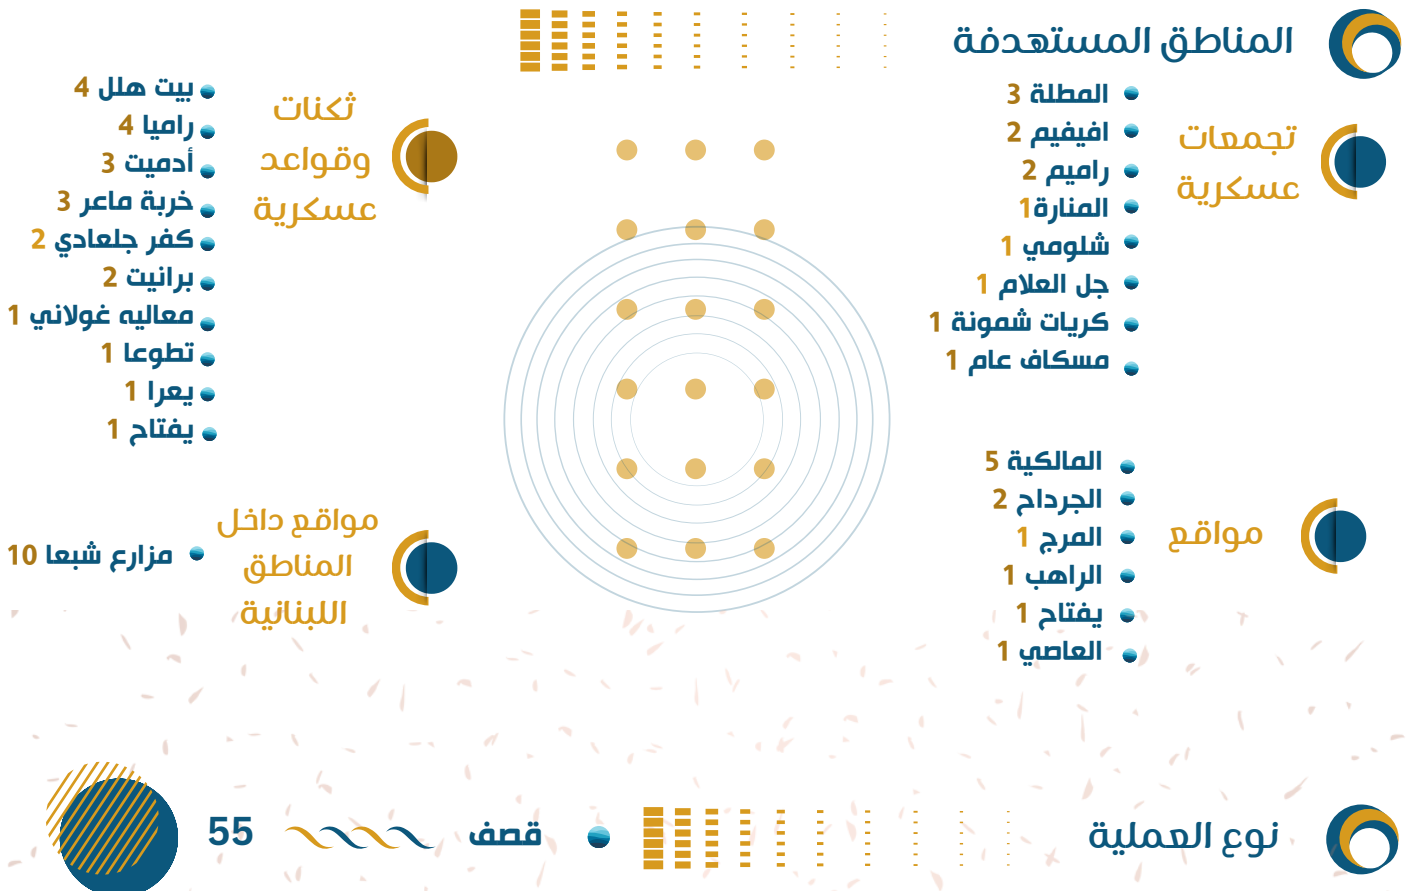 المناطق المستهدفة
تجمعات
عسكرية
المطلة 3
افيفيم 2
راميم 2
المنارة1
شلومي 1
جل العلام 1
كريات شمونة 1
مسكاف عام 1
مواقع
المالكية 5
الجرداح 2
المرج 1
الراهب 1
يفتاح 1
العاصي 1
ثكنات
وقواعد
عسكرية
بيت هلل 4
راميا 4
أدميت 3
خربة ماعر 3
كفر جلعادي 2
برانيت 2
معاليه غولاني 1
تطوعا 1
يعرا 1
يفتاح 1
مواقع داخل
المناطق
اللبنانية
مزارع شبعا 10
نوع العملية
قصف 55